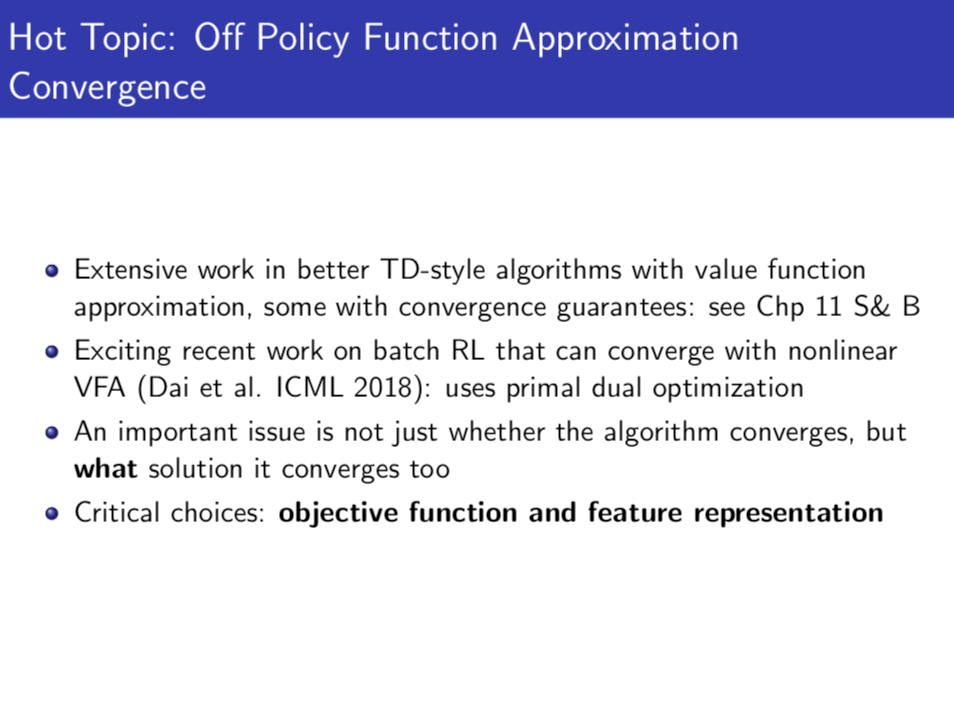 Hot Topic: Off Policy Function Approximation
Convergence
Extensive work in better TD-style algorithms with value function
approximation, some with convergence guarantees: see Chp 11 S& B
Exciting recent work on batch RL that can converge with nonlinear
VFA (Dai et al. ICML 2018): uses primal dual optimization
An important issue is not just whether the algorithm converges, but
what solution it converges too
Critical choices: objective function and feature representation